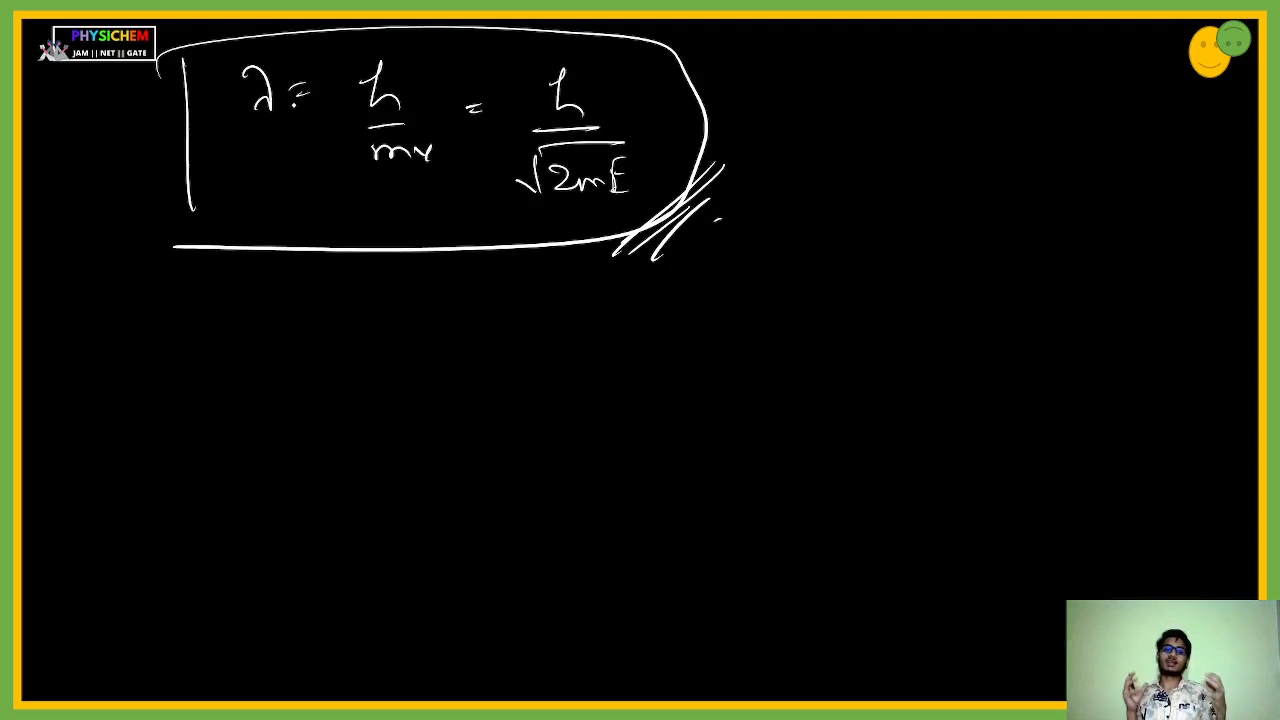 PHYSICHEM
JAM || NET || GATE
λ = h/mv = h/√2mE